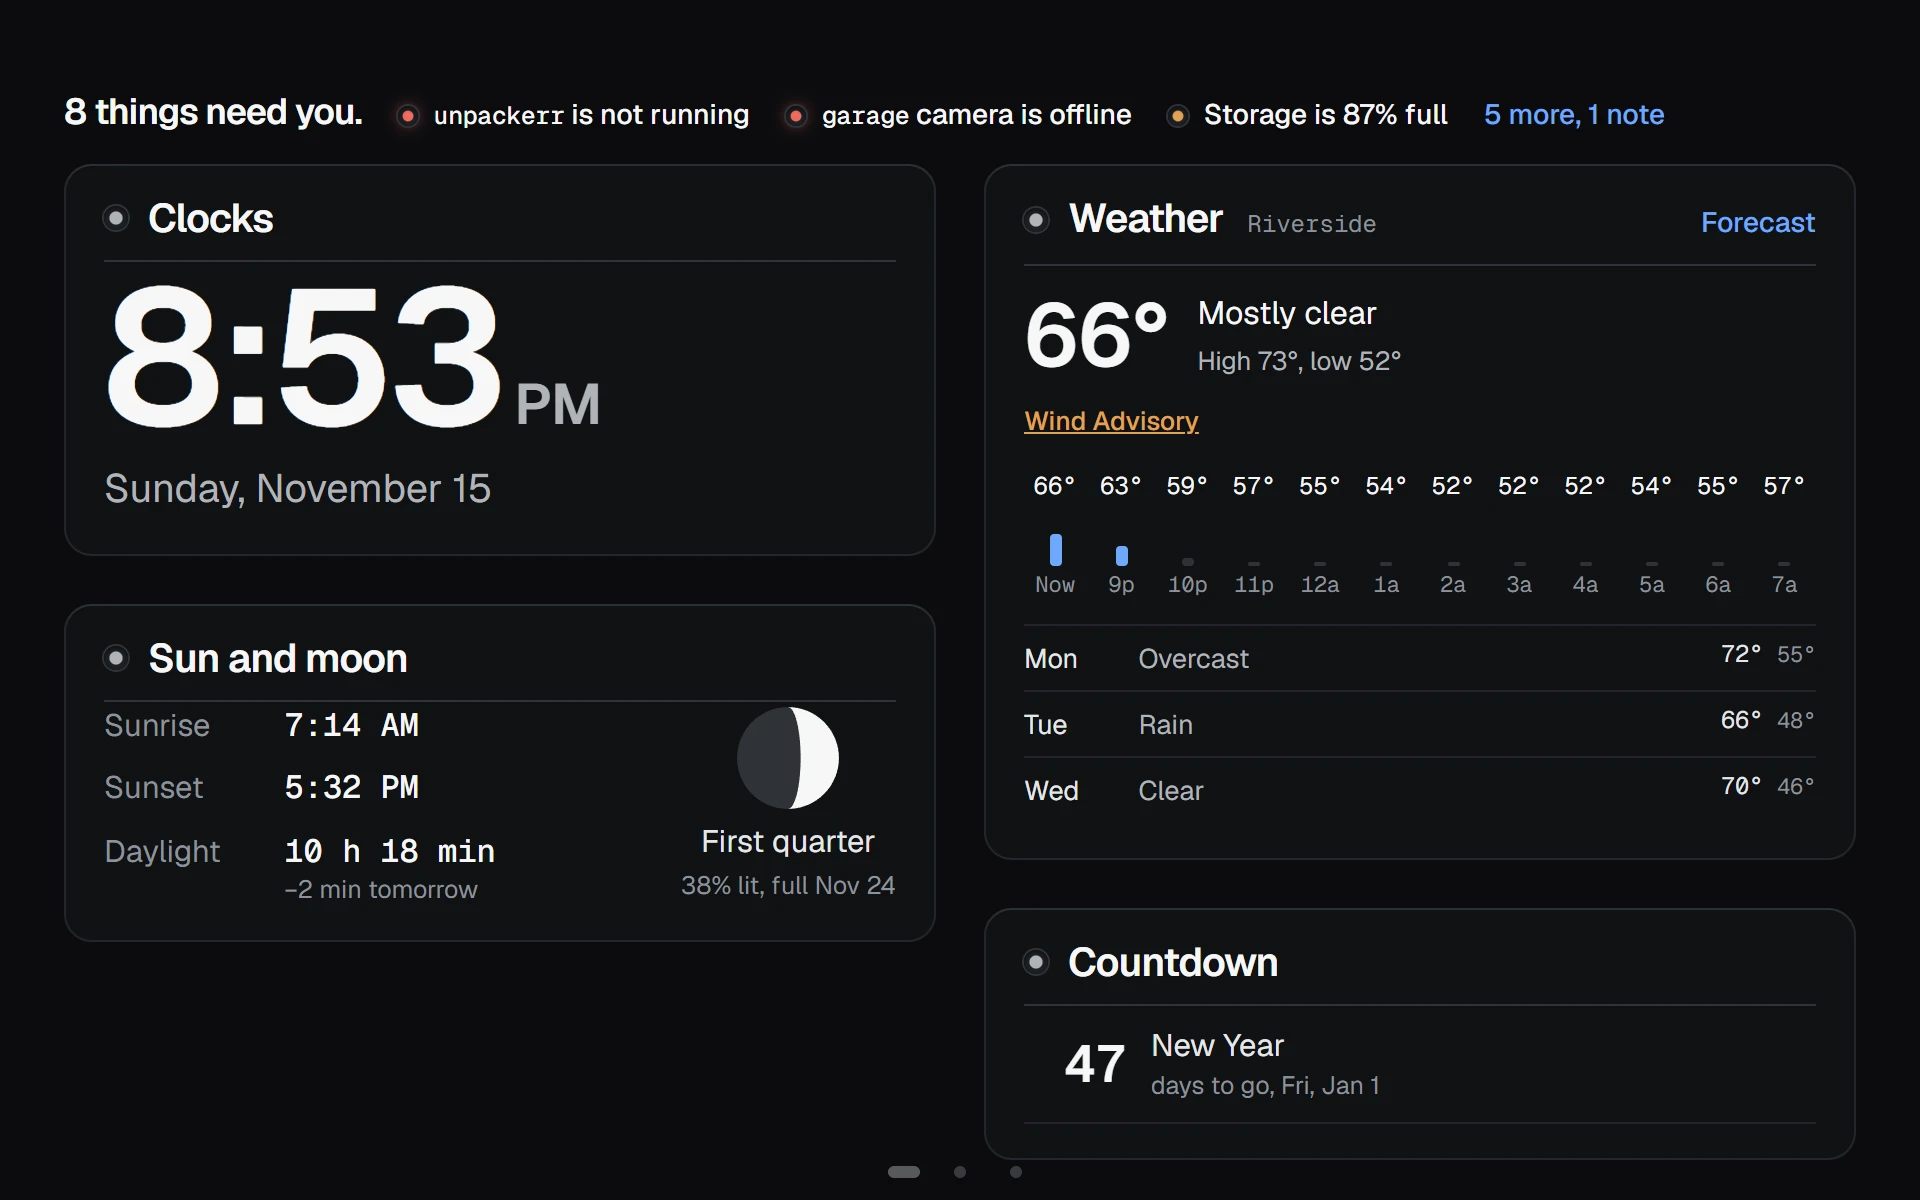 8 things need you. unpackerr is not running garage camera is offline Storage is 87% full 5 more, 1 note
Clocks
8:53 PM
Sunday, November 15
Sun and moon
Sunrise 7:14 AM
Sunset 5:32 PM
Daylight 10 h 18 min
−2 min tomorrow
First quarter
38% lit, full Nov 24
Weather Riverside Forecast
66° Mostly clear
High 73°, low 52°
Wind Advisory
66° 63° 59° 57° 55° 54° 52° 52° 52° 54° 55° 57°
Now 9p 10p 11p 12a 1a 2a 3a 4a 5a 6a 7a
Mon Overcast 72° 55°
Tue Rain 66° 48°
Wed Clear 70° 46°
Countdown
47 New Year
days to go, Fri, Jan 1